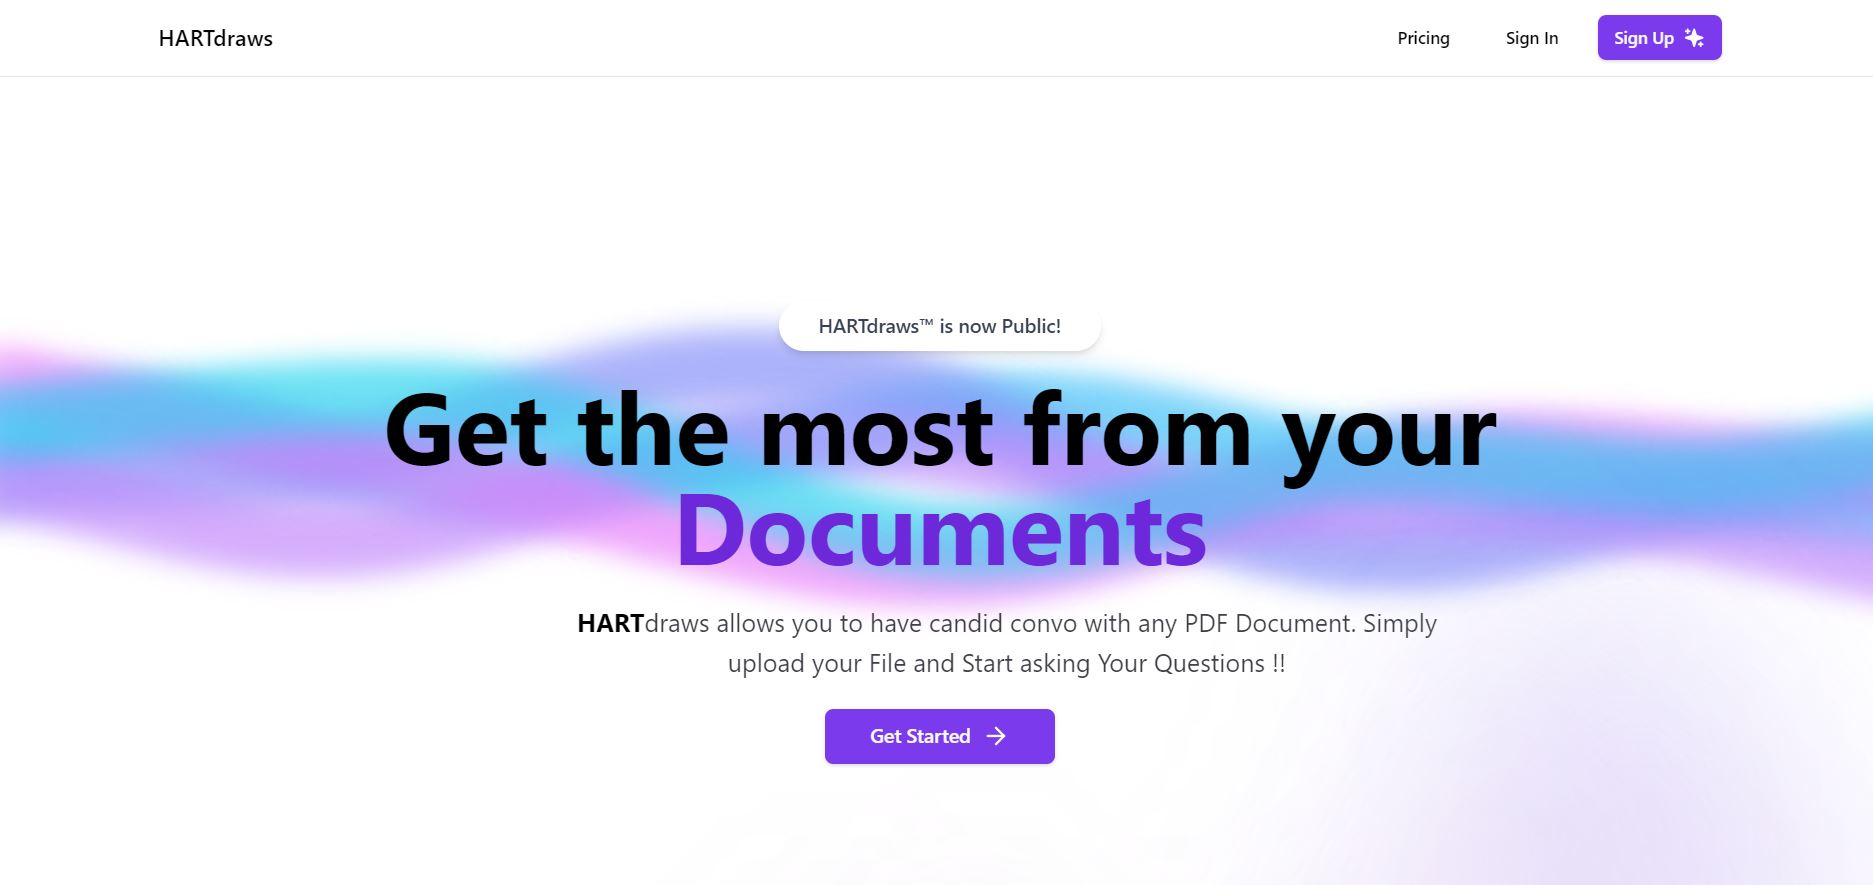 HARTdraws
Pricing
Sign In
Sign Up
HARTdraws™ is now Public!
Get the most from your
Documents
HARTdraws allows you to have candid convo with any PDF Document. Simply
upload your File and Start asking Your Questions !!
Get Started